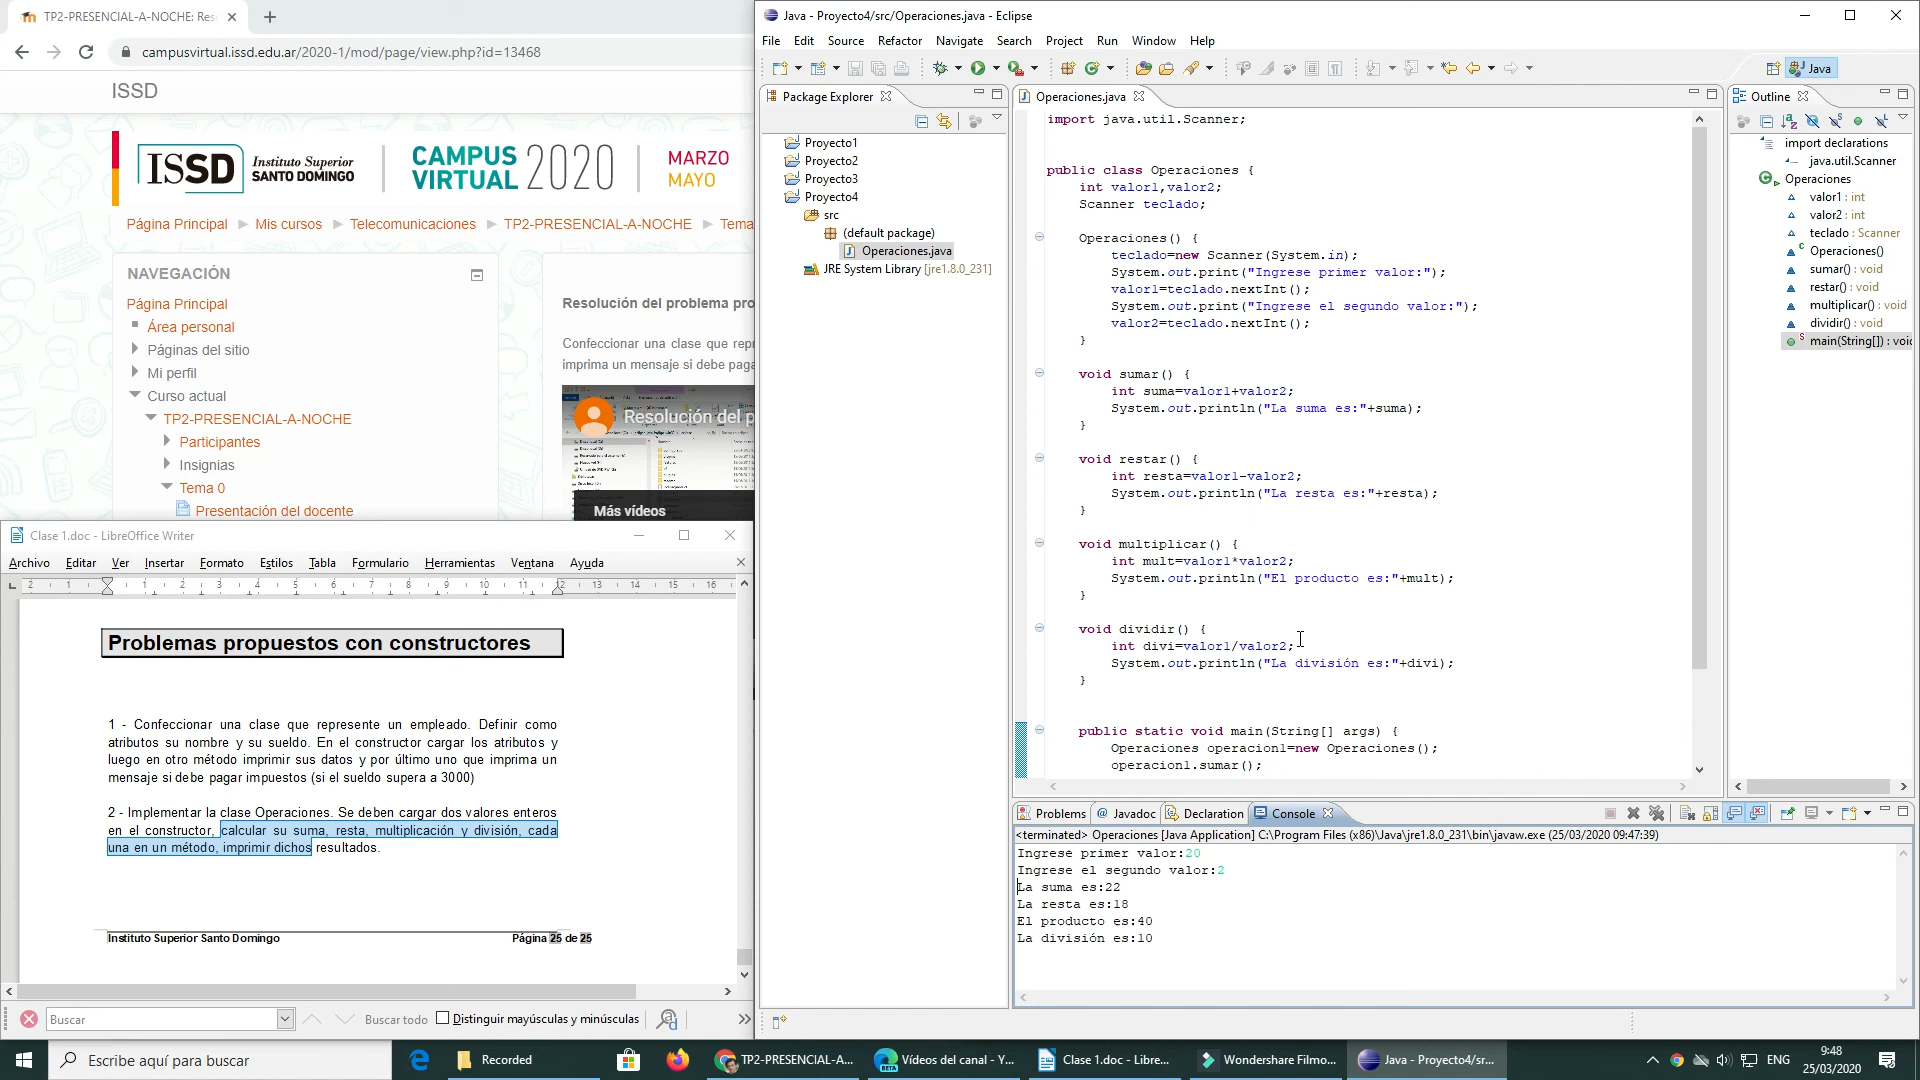 TP2-PRESENCIAL-A-NOCHE: Res
campusvirtual.issd.edu.ar/2020-1/mod/page/view.php?id=13468
ISSD
ISSD
Instituto Superior
SANTO DOMINGO
CAMPUS
VIRTUAL
2020
MARZO
MAYO
Página Principal
Mis cursos
Telecomunicaciones
TP2-PRESENCIAL-A-NOCHE
Tema
NAVEGACIÓN
Página Principal
Área personal
Páginas del sitio
Mi perfil
Curso actual
TP2-PRESENCIAL-A-NOCHE
Participantes
Insignias
Tema 0
Presentación del docente
Resolución del problema pro
Confeccionar una clase que repr
imprima un mensaje si debe paga
Resolución del p
Más vídeos
Clase 1.doc - LibreOffice Writer
Archivo Editar Ver Insertar Formato Estilos Tabla Formulario Herramientas Ventana Ayuda
2 1 1 2 3 4 5 6 7 8 9 10 11 12 13 14 15 16
Problemas propuestos con constructores
1 - Confeccionar una clase que represente un empleado. Definir como
atributos su nombre y su sueldo. En el constructor cargar los atributos y
luego en otro método imprimir sus datos y por último uno que imprima un
mensaje si debe pagar impuestos (si el sueldo supera a 3000)
2 - Implementar la clase Operaciones. Se deben cargar dos valores enteros
en el constructor, calcular su suma, resta, multiplicación y división, cada
una en un método, imprimir dichos resultados.
Instituto Superior Santo Domingo Página 25 de 25
Buscar
Buscar todo
Distinguir mayúsculas y minúsculas
Java - Proyecto4/src/Operaciones.java - Eclipse
File Edit Source Refactor Navigate Search Project Run Window Help
Java
Package Explorer
Proyecto1
Proyecto2
Proyecto3
Proyecto4
src
(default package)
Operaciones.java
JRE System Library [jre1.8.0_231]
Operaciones.java
import java.util.Scanner;
public class Operaciones {
int valor1,valor2;
Scanner teclado;
Operaciones() {
teclado=new Scanner(System.in);
System.out.print("Ingrese primer valor:");
valor1=teclado.nextInt();
System.out.print("Ingrese el segundo valor:");
valor2=teclado.nextInt();
}
void sumar() {
int suma=valor1+valor2;
System.out.println("La suma es:"+suma);
}
void restar() {
int resta=valor1-valor2;
System.out.println("La resta es:"+resta);
}
void multiplicar() {
int mult=valor1*valor2;
System.out.println("El producto es:"+mult);
}
void dividir() {
int divi=valor1/valor2;
System.out.println("La división es:"+divi);
}
public static void main(String[] args) {
Operaciones operacion1=new Operaciones();
operacion1.sumar();
Outline
import declarations
java.util.Scanner
Operaciones
valor1 : int
valor2 : int
teclado : Scanner
Operaciones()
sumar() : void
restar() : void
multiplicar() : void
dividir() : void
main(String[]) : voic
Problems Javadoc Declaration Console
<terminated> Operaciones [Java Application] C:\Program Files (x86)\Java\jre1.8.0_231\bin\javaw.exe (25/03/2020 09:47:39)
Ingrese primer valor:20
Ingrese el segundo valor:2
La suma es:22
La resta es:18
El producto es:40
La división es:10
Escribe aquí para buscar
Recorded
TP2-PRESENCIAL-A...
BETA
Vídeos del canal - Y...
Clase 1.doc - Libre...
Wondershare Filmo...
Java - Proyecto4/sr...
ENG
9:48
25/03/2020